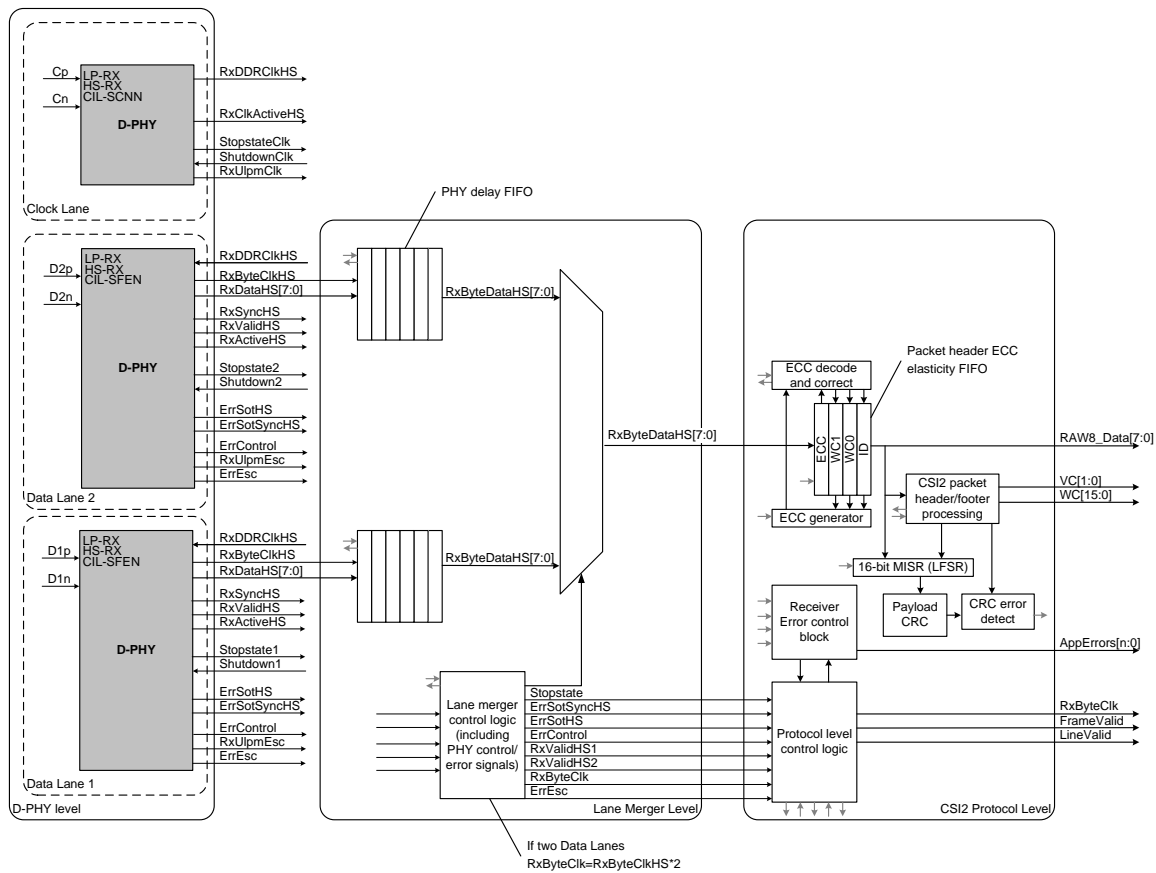 Cp
Cn
LP-RX
HS-RX
CIL-SCNN
D-PHY
RxDDRClkHS
RxClkActiveHS
StopstateClk
ShutdownClk
RxUlpmClk
Clock Lane
D2p
D2n
LP-RX
HS-RX
CIL-SFEN
D-PHY
RxDDRClkHS
RxByteClkHS
RxDataHS[7:0]
RxSyncHS
RxValidHS
RxActiveHS
Stopstate2
Shutdown2
ErrSotHS
ErrSotSyncHS
ErrControl
RxUlpmEsc
ErrEsc
Data Lane 2
D1p
D1n
LP-RX
HS-RX
CIL-SFEN
D-PHY
RxDDRClkHS
RxByteClkHS
RxDataHS[7:0]
RxSyncHS
RxValidHS
RxActiveHS
Stopstate1
Shutdown1
ErrSotHS
ErrSotSyncHS
ErrControl
RxUlpmEsc
ErrEsc
Data Lane 1
D-PHY level
PHY delay FIFO
RxByteDataHS[7:0]
RxByteDataHS[7:0]
RxByteDataHS[7:0]
Lane merger
control logic
(including
PHY control/
error signals)
Stopstate
ErrSotSyncHS
ErrSotHS
ErrControl
RxValidHS1
RxValidHS2
RxByteClk
ErrEsc
Lane Merger Level
If two Data Lanes
RxByteClk=RxByteClkHS*2
Packet header ECC
elasticity FIFO
ECC decode
and correct
ECC
WC1
WC0
ID
ECC generator
CSI2 packet
header/footer
processing
16-bit MISR (LFSR)
Payload
CRC
CRC error
detect
Receiver
Error control
block
Protocol level
control logic
RAW8_Data[7:0]
VC[1:0]
WC[15:0]
AppErrors[n:0]
RxByteClk
FrameValid
LineValid
CSI2 Protocol Level